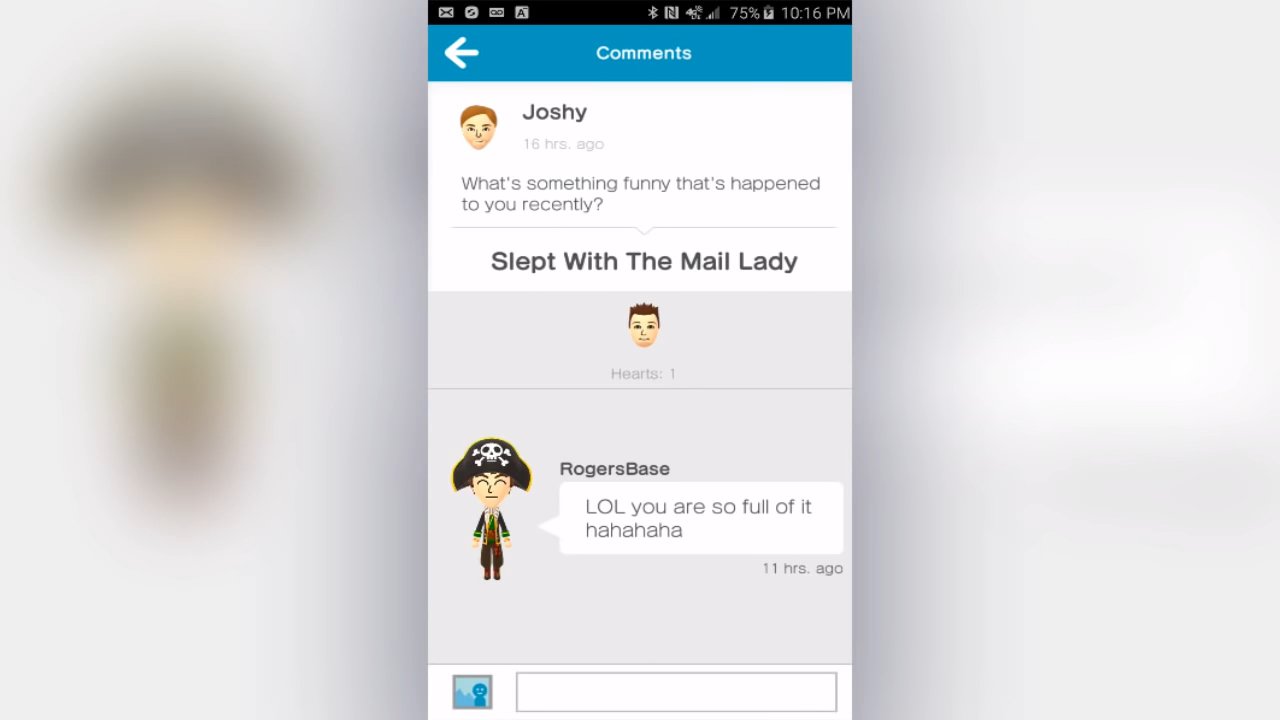 75% 10:16 PM
Comments
Joshy
16 hrs. ago
What's something funny that's happened
to you recently?
Slept With The Mail Lady
Hearts: 1
RogersBase
LOL you are so full of it
hahahaha
11 hrs. ago